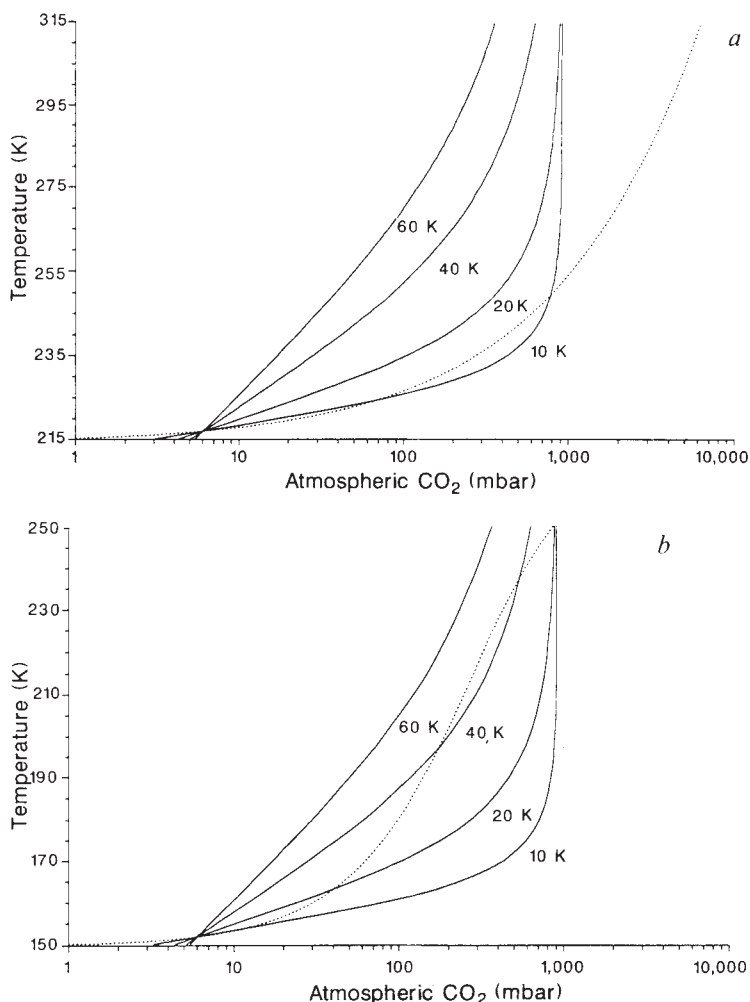 a
315
295
275
255
235
215
Temperature (K)
60 K
40 K
20 K
10 K
1
10
100
1,000
10,000
Atmospheric CO₂ (mbar)
b
250
230
210
190
170
150
Temperature (K)
60 K
40 K
20 K
10 K
1
10
100
1,000
10,000
Atmospheric CO₂ (mbar)